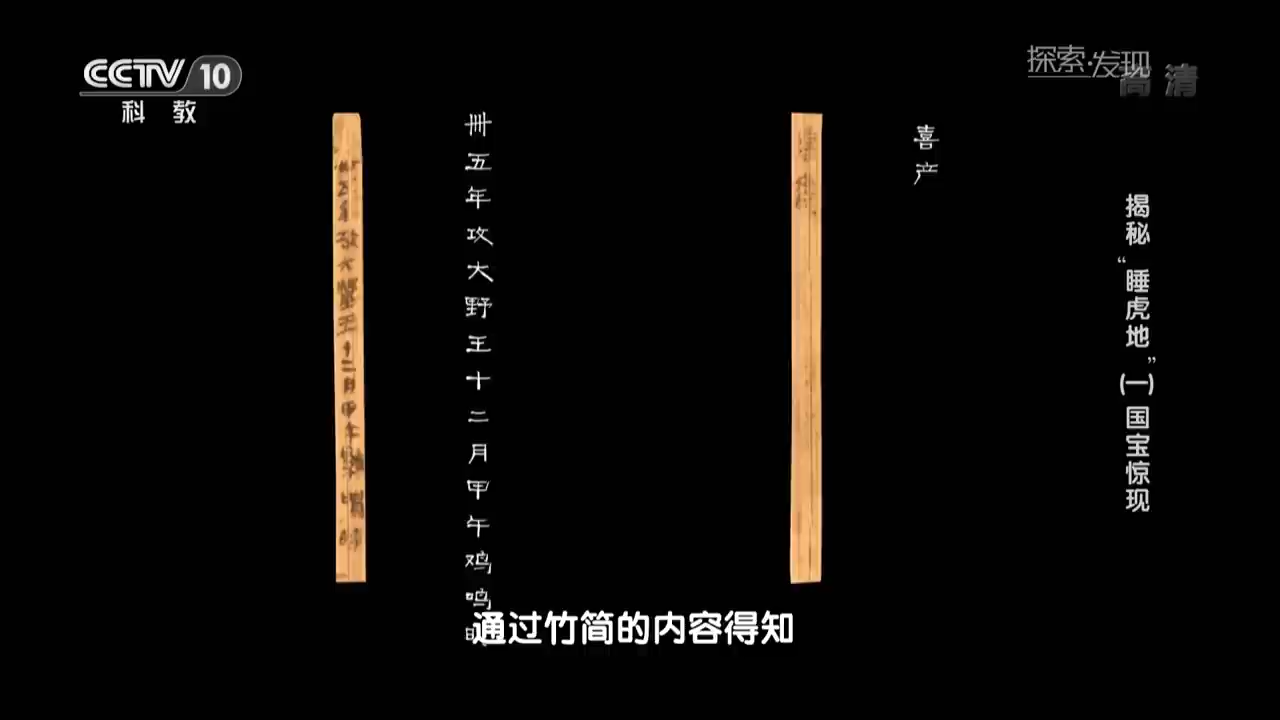 CCTV 10
科教
探索·发现
高清
卌五年攻大野王十二月甲午鸡鸣时
喜产
揭秘“睡虎地”(一)国宝惊现
通过竹简的内容得知